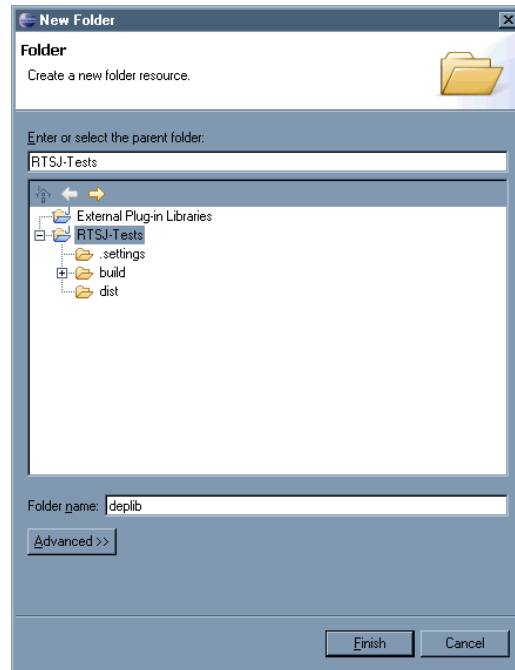 New Folder
Folder
Create a new folder resource.
Enter or select the parent folder:
RTSJ-Tests
External Plug-in Libraries
RTSJ-Tests
.settings
build
dist
Folder name: deplib
Advanced >>
Finish Cancel